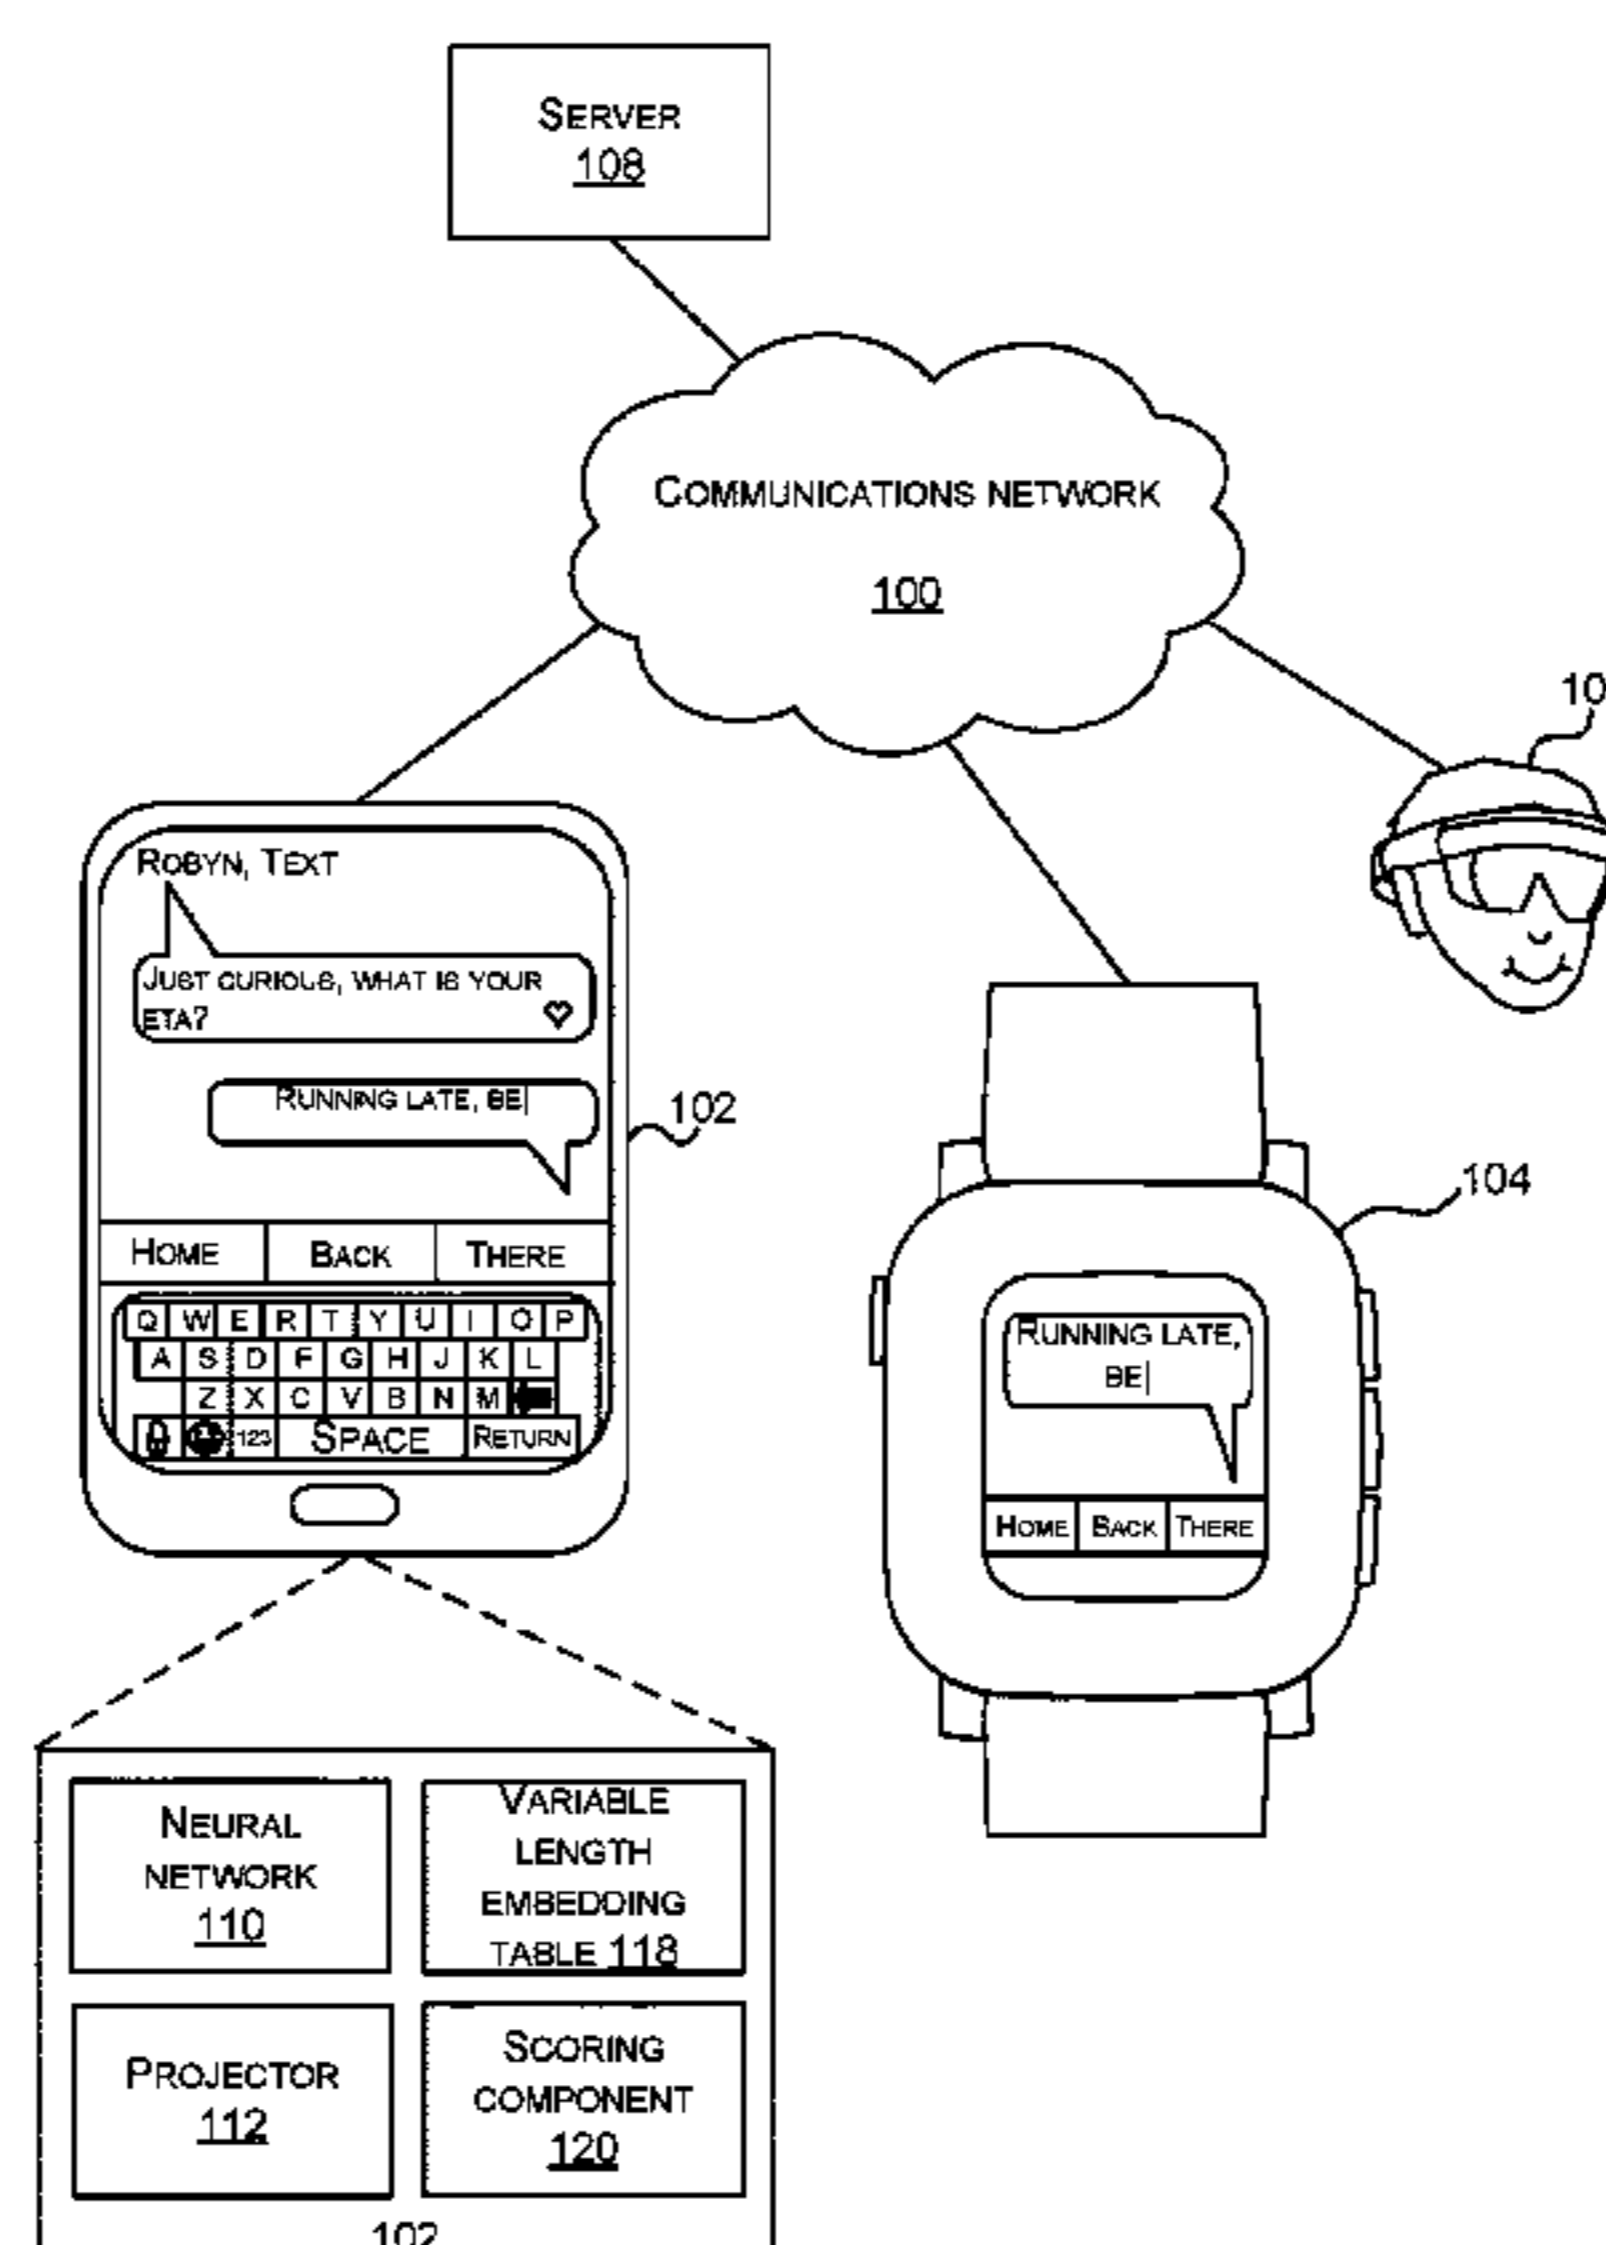 SERVER
108
COMMUNICATIONS NETWORK
100
10
ROBYN, TEXT
JUST CURIOUS, WHAT IS YOUR
ETA?
RUNNING LATE, BE|
102
HOME BACK THERE
Q W E R T Y U I O P
A S D F G H J K L
Z X C V B N M
123 SPACE RETURN
104
RUNNING LATE,
BE|
HOME BACK THERE
NEURAL
NETWORK
110
VARIABLE
LENGTH
EMBEDDING
TABLE 118
PROJECTOR
112
SCORING
COMPONENT
120
102